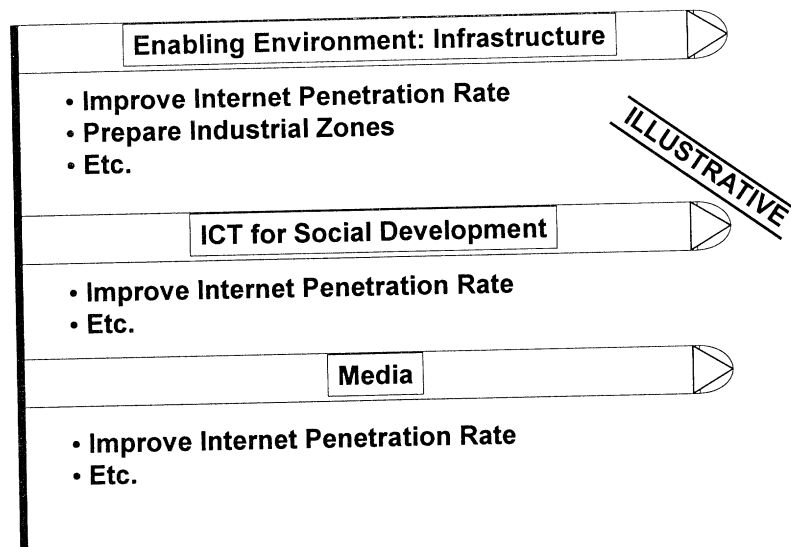 Enabling Environment: Infrastructure
• Improve Internet Penetration Rate
• Prepare Industrial Zones
• Etc.
ILLUSTRATIVE
ICT for Social Development
• Improve Internet Penetration Rate
• Etc.
Media
• Improve Internet Penetration Rate
• Etc.